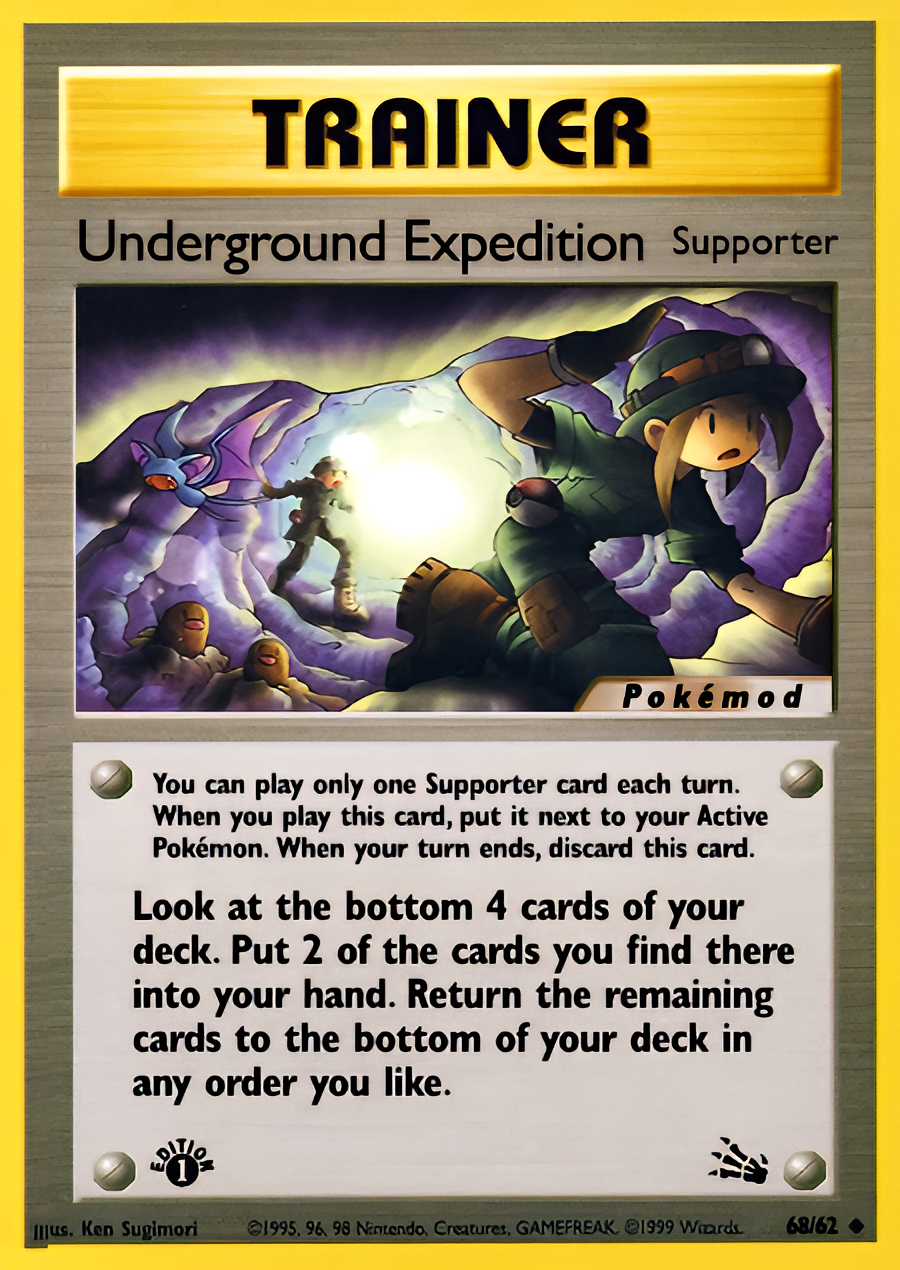 TRAINER
Underground Expedition Supporter
Pokémod
You can play only one Supporter card each turn.
When you play this card, put it next to your Active
Pokémon. When your turn ends, discard this card.
Look at the bottom 4 cards of your
deck. Put 2 of the cards you find there
into your hand. Return the remaining
cards to the bottom of your deck in
any order you like.
EDITION
1
Illus. Ken Sugimori ©1995, 96, 98 Nintendo, Creatures, GAMEFREAK. ©1999 Wizards. 68/62